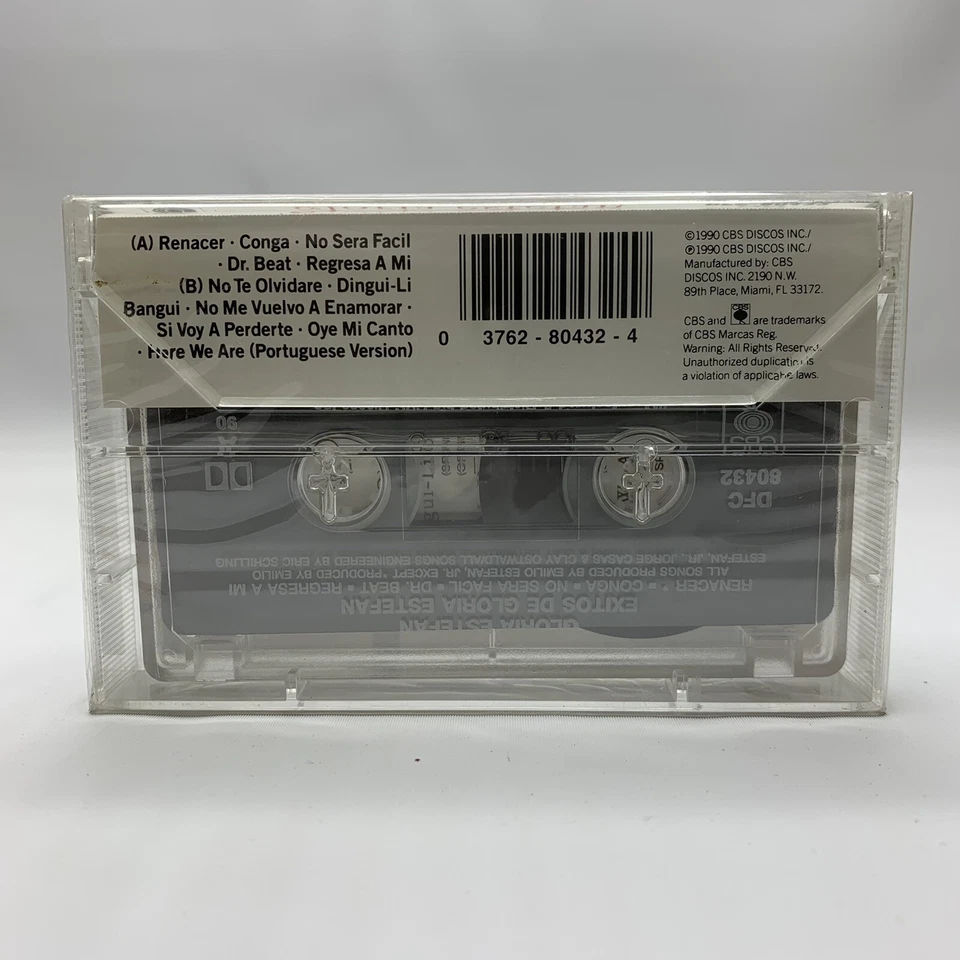 (A) Renacer · Conga · No Sera Facil
· Dr. Beat · Regresa A Mi
(B) No Te Olvidare · Dingui-Li
Bangui · No Me Vuelvo A Enamorar ·
Si Voy A Perderte · Oye Mi Canto
· Here We Are (Portuguese Version)
0 3762 - 80432 - 4
©1990 CBS DISCOS INC./
℗1990 CBS DISCOS INC./
Manufactured by: CBS
DISCOS INC. 2190 N.W.
89th Place, Miami, FL 33172.
CBS and CBS are trademarks
of CBS Marcas Reg.
Warning: All Rights Reserved.
Unauthorized duplication is
a violation of applicable laws.
GLORIA ESTEFAN
EXITOS DE GLORIA ESTEFAN
RENACER * • CONGA • NO SERA FACIL • DR. BEAT • REGRESA A MI
ALL SONGS PRODUCED BY EMILIO ESTEFAN, JR. EXCEPT *PRODUCED BY EMILIO
ESTEFAN, JR., JORGE CASAS & CLAY OSTWALD/ALL SONGS ENGINEERED BY ERIC SCHILLING
DFC
80432
CBS
90